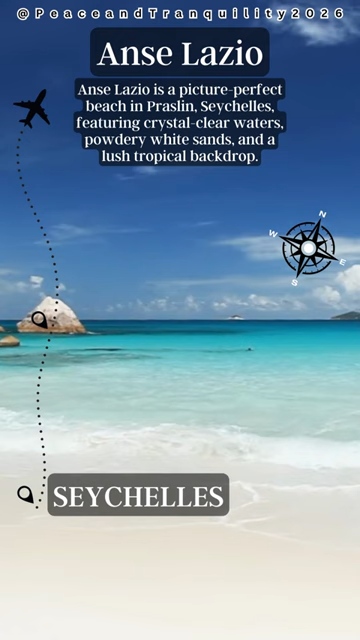 @PeaceandTranquility2026
Anse Lazio
Anse Lazio is a picture-perfect
beach in Praslin, Seychelles,
featuring crystal-clear waters,
powdery white sands, and a
lush tropical backdrop.
N
W
E
S
SEYCHELLES